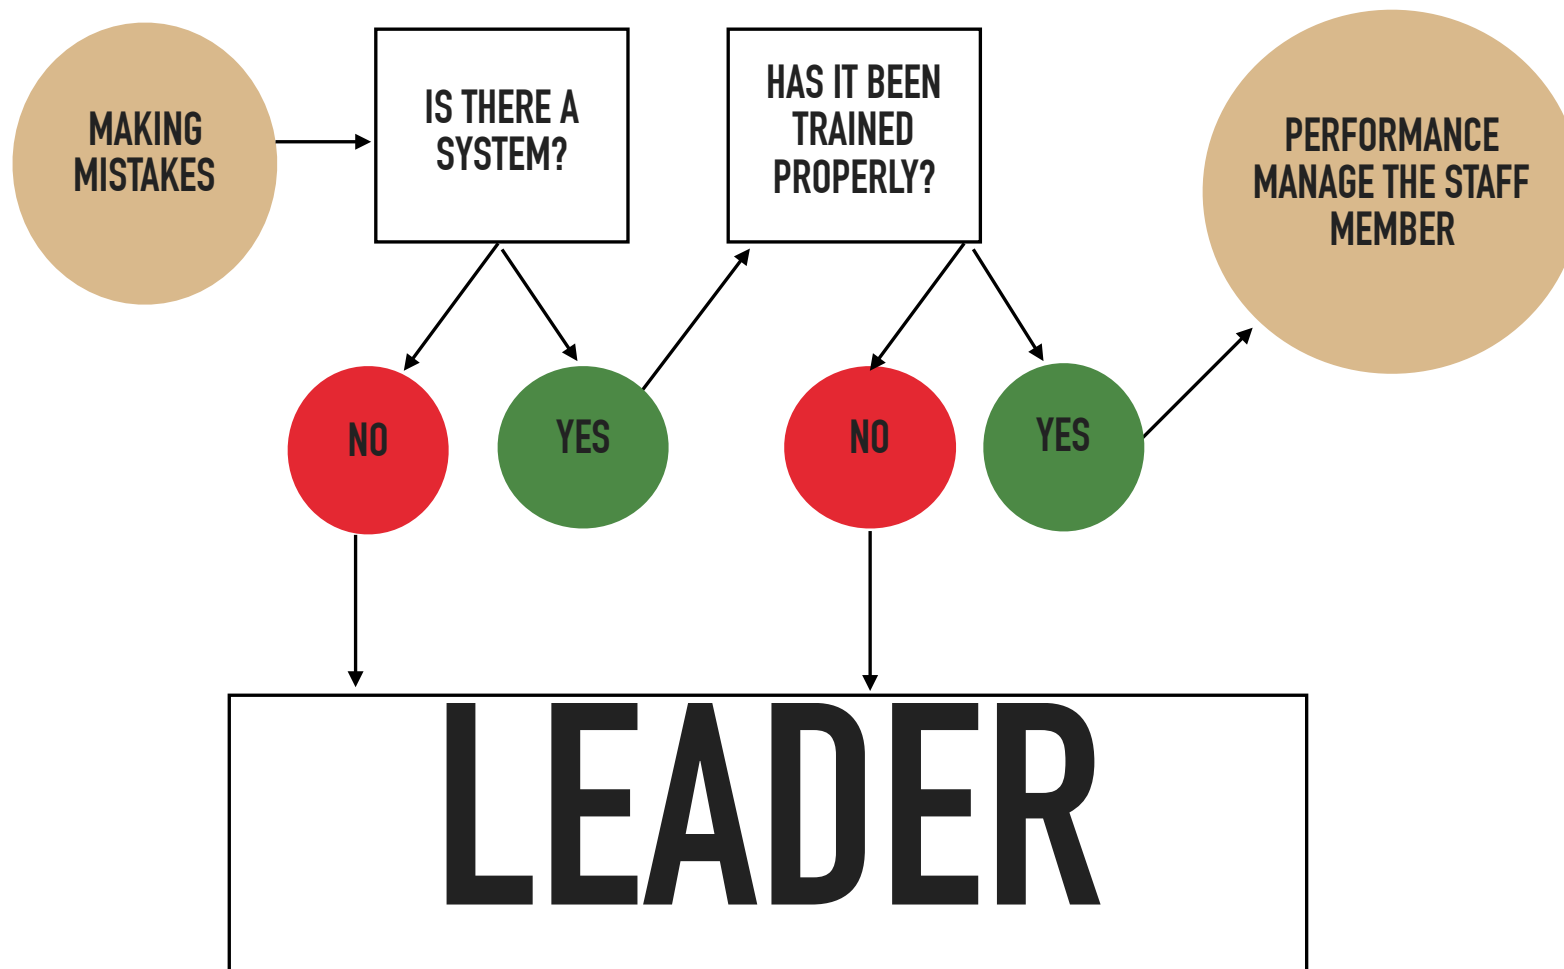 MAKING
MISTAKES
IS THERE A
SYSTEM?
HAS IT BEEN
TRAINED
PROPERLY?
PERFORMANCE
MANAGE THE STAFF
MEMBER
NO
YES
NO
YES
LEADER